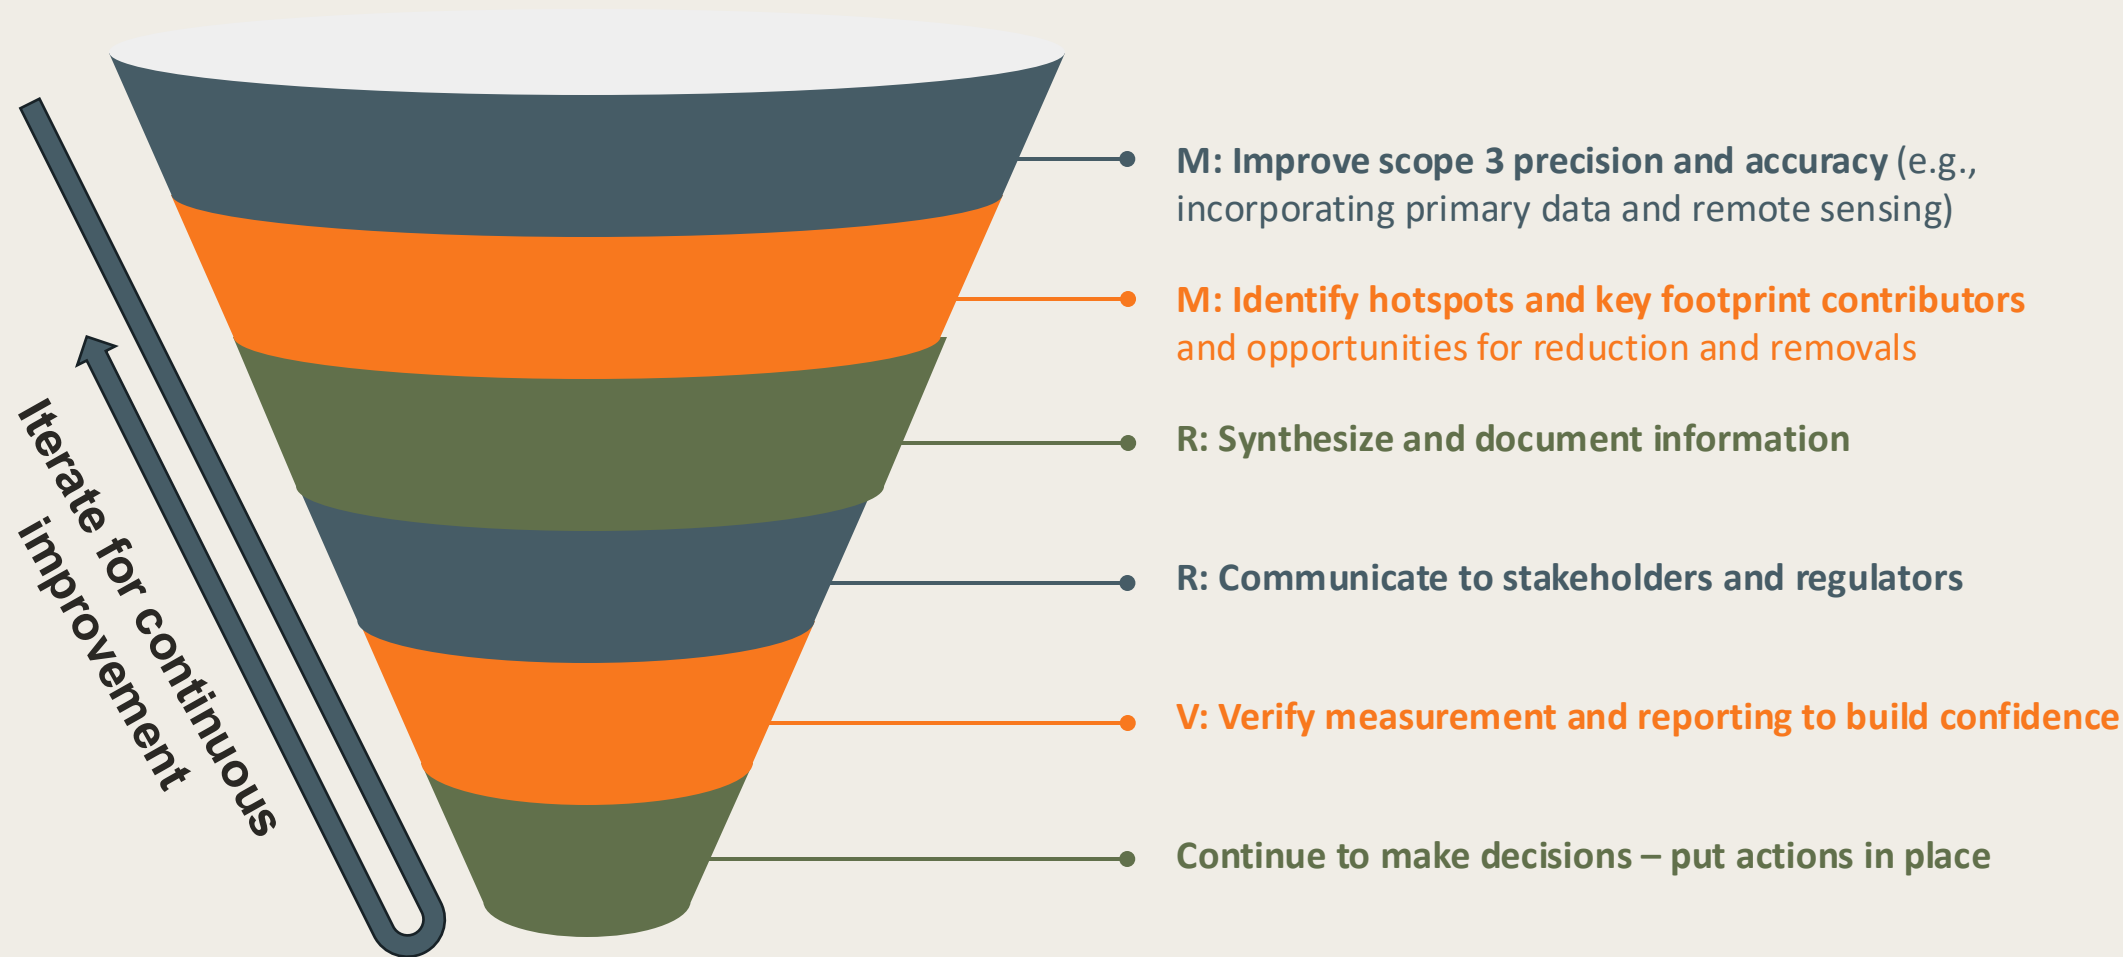 M: Improve scope 3 precision and accuracy (e.g.,
incorporating primary data and remote sensing)
M: Identify hotspots and key footprint contributors
and opportunities for reduction and removals
R: Synthesize and document information
R: Communicate to stakeholders and regulators
V: Verify measurement and reporting to build confidence
Continue to make decisions – put actions in place
Iterate for continuous
improvement